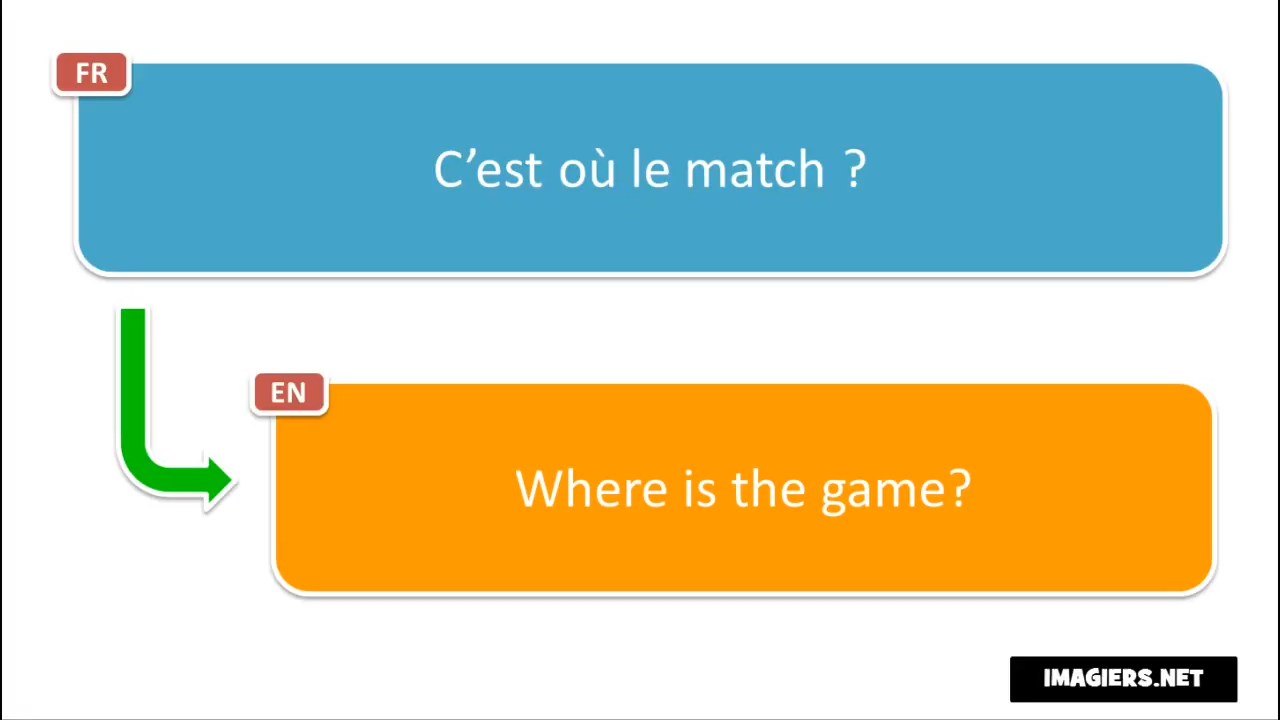 FR
C’est où le match ?
EN
Where is the game?
IMAGIERS.NET